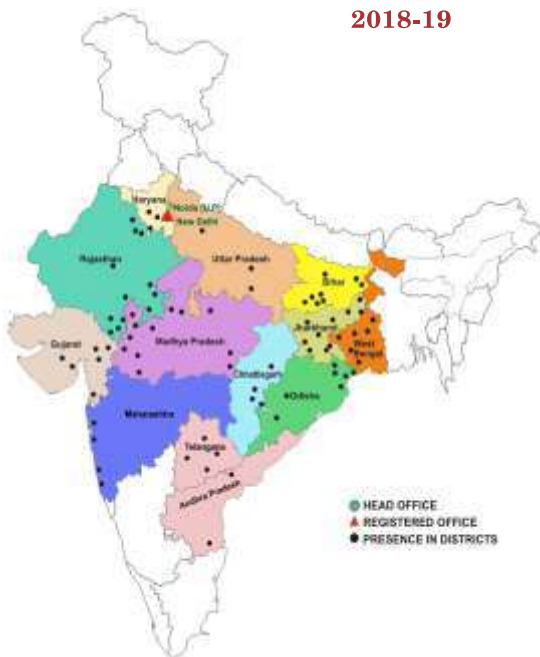 2018-19
Haryana
Noida (U.P)
New Delhi
Rajasthan
Uttar Pradesh
Bihar
Jharkhand
West
Bengal
Gujarat
Madhya Pradesh
Chhattisgarh
Odisha
Maharashtra
Telangana
Andhra Pradesh
HEAD OFFICE
REGISTERED OFFICE
PRESENCE IN DISTRICTS